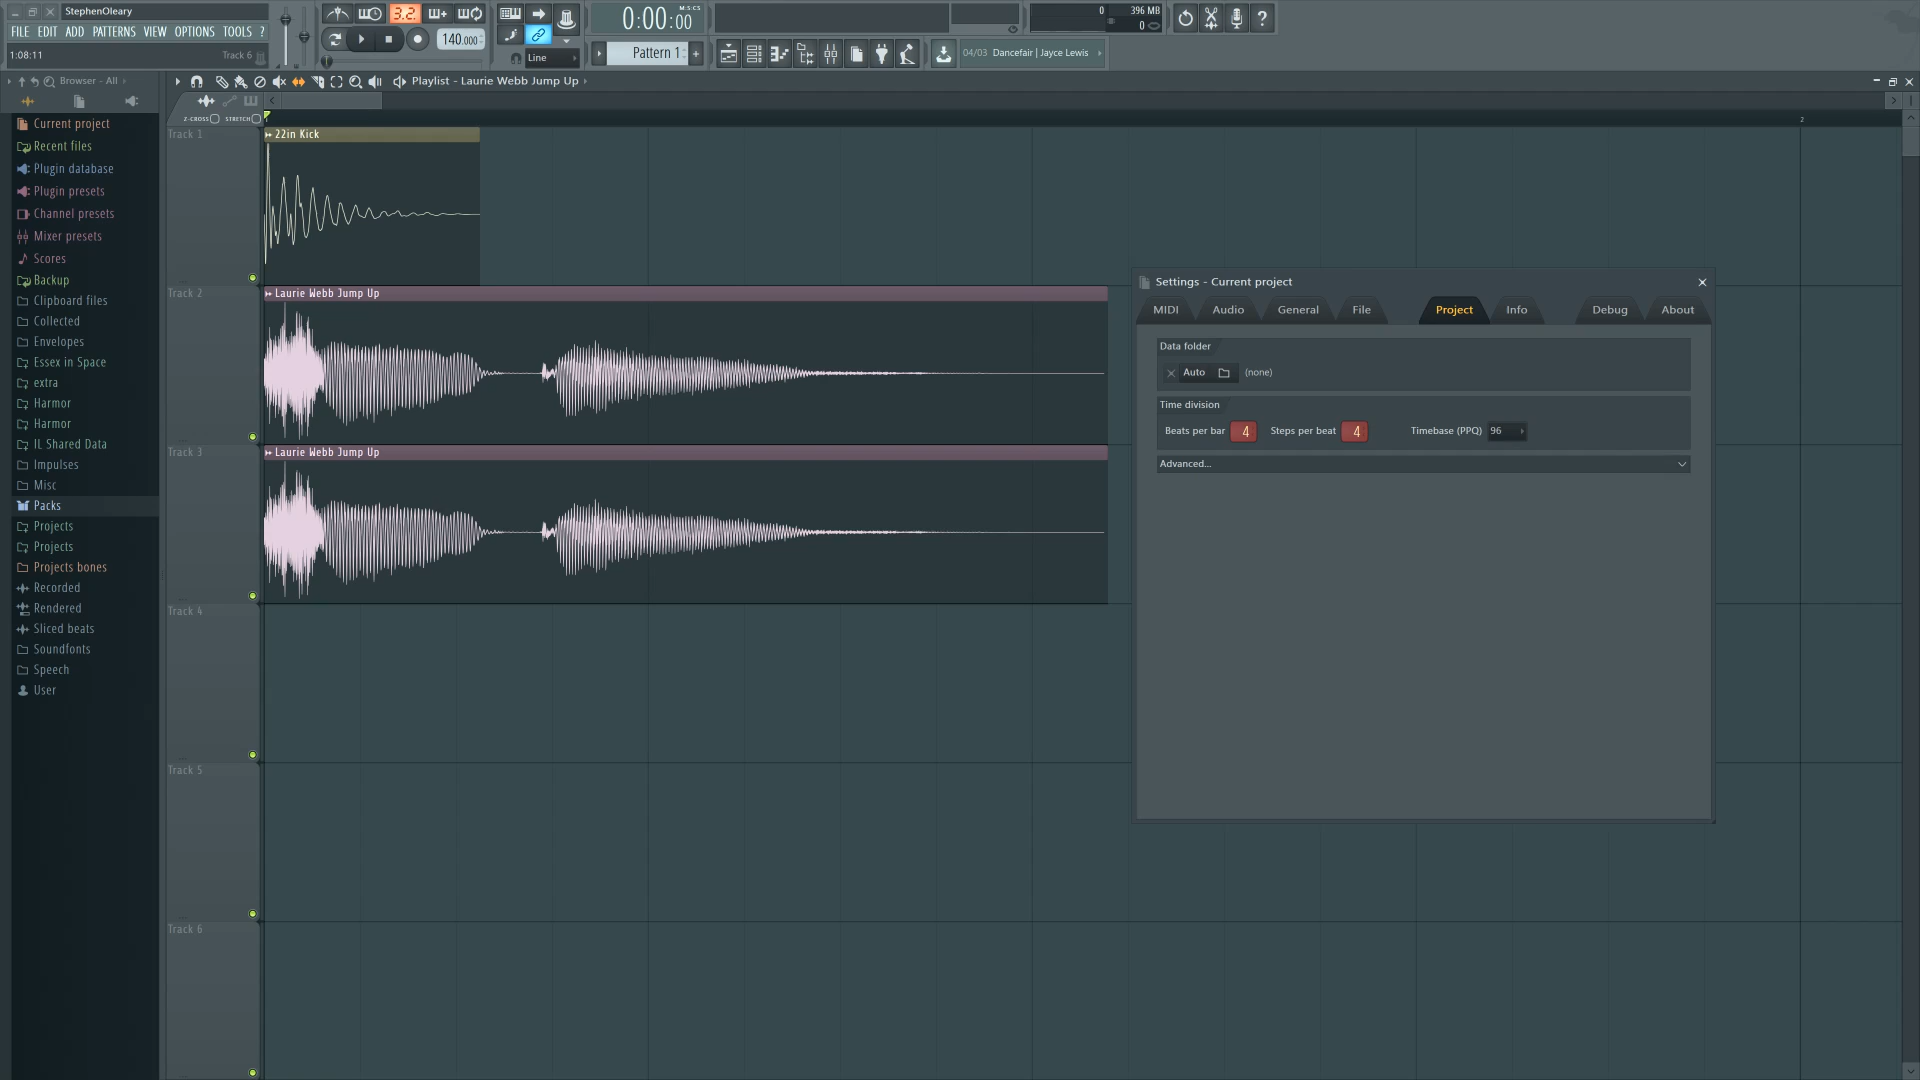 StephenOleary
FILE EDIT ADD PATTERNS VIEW OPTIONS TOOLS ?
1:08:11 Track 6
3.2.
140.000
Line
0:00:00
M:S:CS
Pattern 1
0
396 MB
0
04/03 Dancefair | Jayce Lewis
Browser - All
Playlist - Laurie Webb Jump Up
Z-CROSS STRETCH
2
Current project
Recent files
Plugin database
Plugin presets
Channel presets
Mixer presets
Scores
Backup
Clipboard files
Collected
Envelopes
Essex in Space
extra
Harmor
Harmor
IL Shared Data
Impulses
Misc
Packs
Projects
Projects
Projects bones
Recorded
Rendered
Sliced beats
Soundfonts
Speech
User
Track 1
22in Kick
Track 2
Laurie Webb Jump Up
Track 3
Laurie Webb Jump Up
Track 4
Track 5
Track 6
Settings - Current project
MIDI Audio General File Project Info Debug About
Data folder
Auto (none)
Time division
Beats per bar 4 Steps per beat 4 Timebase (PPQ) 96
Advanced...